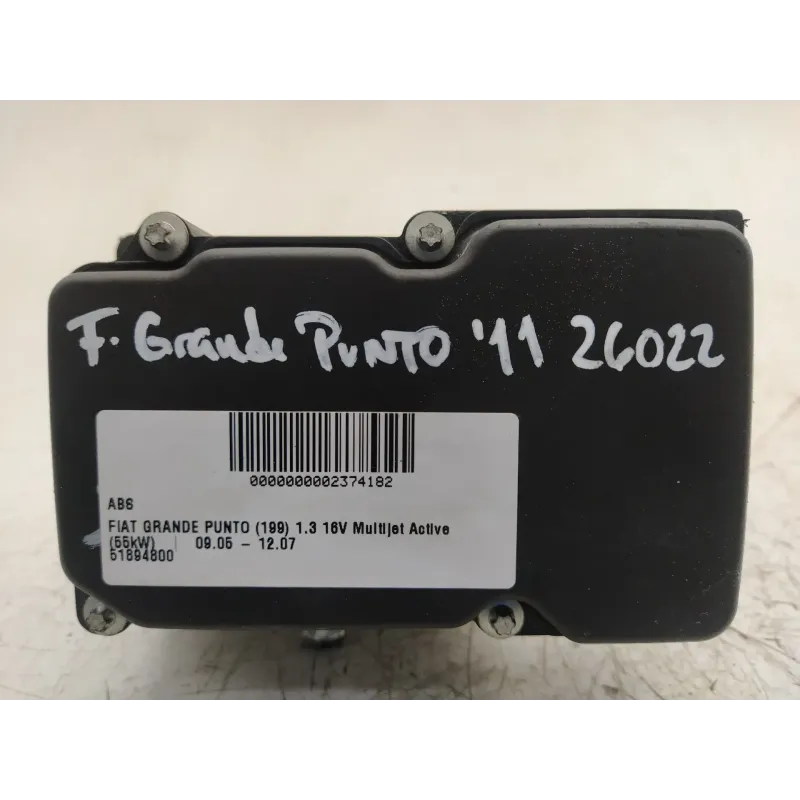 F. Grande PUNTO '11 26022
0000000002374182
ABS
FIAT GRANDE PUNTO (199) 1.3 16V Multijet Active
(55kW) | 09.05 - 12.07
51894800